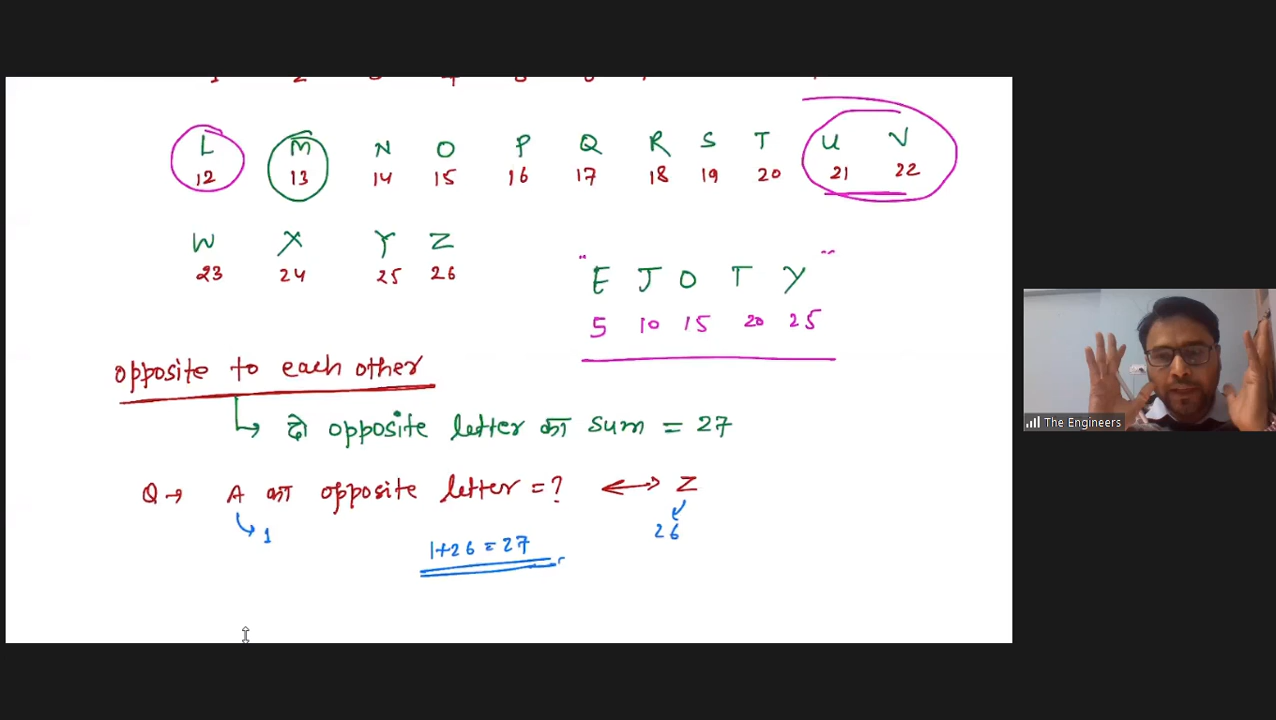 L M N O P Q R S T U V
12 13 14 15 16 17 18 19 20 21 22
W X Y Z
23 24 25 26
" E J O T Y "
5 10 15 20 25
opposite to each other
↳ दो opposite letter का sum = 27
Q → A का opposite letter = ? ↔ Z
1 26
1+26 = 27
The Engineers